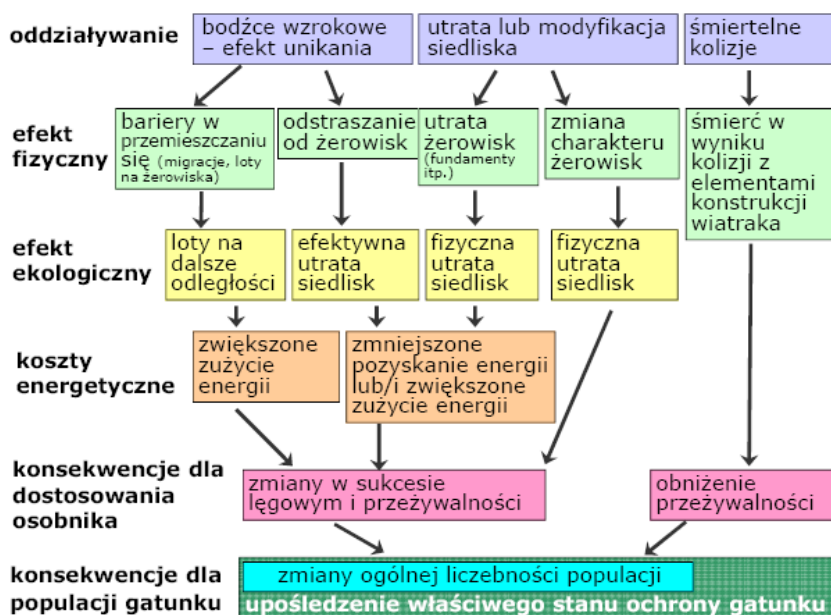 oddziaływanie
bodźce wzrokowe
– efekt unikania
utrata lub modyfikacja
siedliska
śmiertelne
kolizje
efekt
fizyczny
bariery w
przemieszczaniu
się (migracje, loty
na żerowiska)
odstraszanie
od żerowisk
utrata
żerowisk
(fundamenty
itp.)
zmiana
charakteru
żerowisk
śmierć w
wyniku
kolizji z
elementami
konstrukcji
wiatraka
efekt
ekologiczny
loty na
dalsze
odległości
efektywna
utrata
siedlisk
fizyczna
utrata
siedlisk
fizyczna
utrata
siedlisk
koszty
energetyczne
zwiększone
zużycie
energii
zmniejszone
pozyskanie energii
lub/i zwiększone
zużycie energii
konsekwencje dla
dostosowania
osobnika
zmiany w sukcesie
lęgowym i przeżywalności
obniżenie
przeżywalności
konsekwencje dla
populacji gatunku
zmiany ogólnej liczebności populacji
upośledzenie właściwego stanu ochrony gatunku